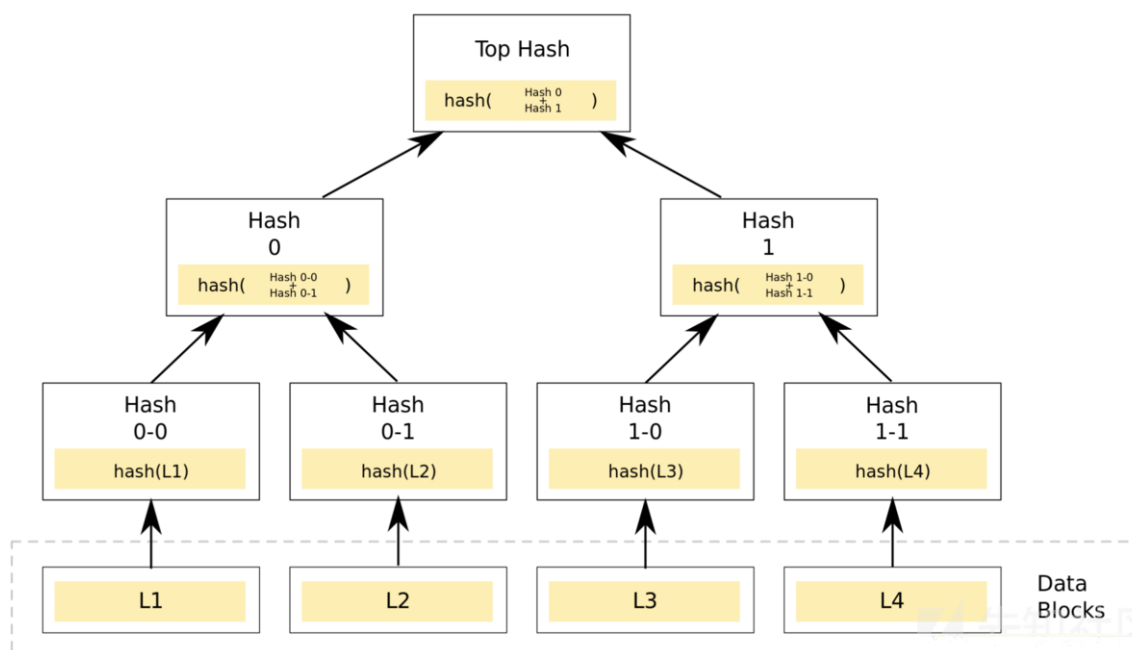 Top Hash
hash( Hash 0 + Hash 1 )
Hash
0
hash( Hash 0-0 + Hash 0-1 )
Hash
1
hash( Hash 1-0 + Hash 1-1 )
Hash
0-0
hash(L1)
Hash
0-1
hash(L2)
Hash
1-0
hash(L3)
Hash
1-1
hash(L4)
L1
L2
L3
L4
Data
Blocks